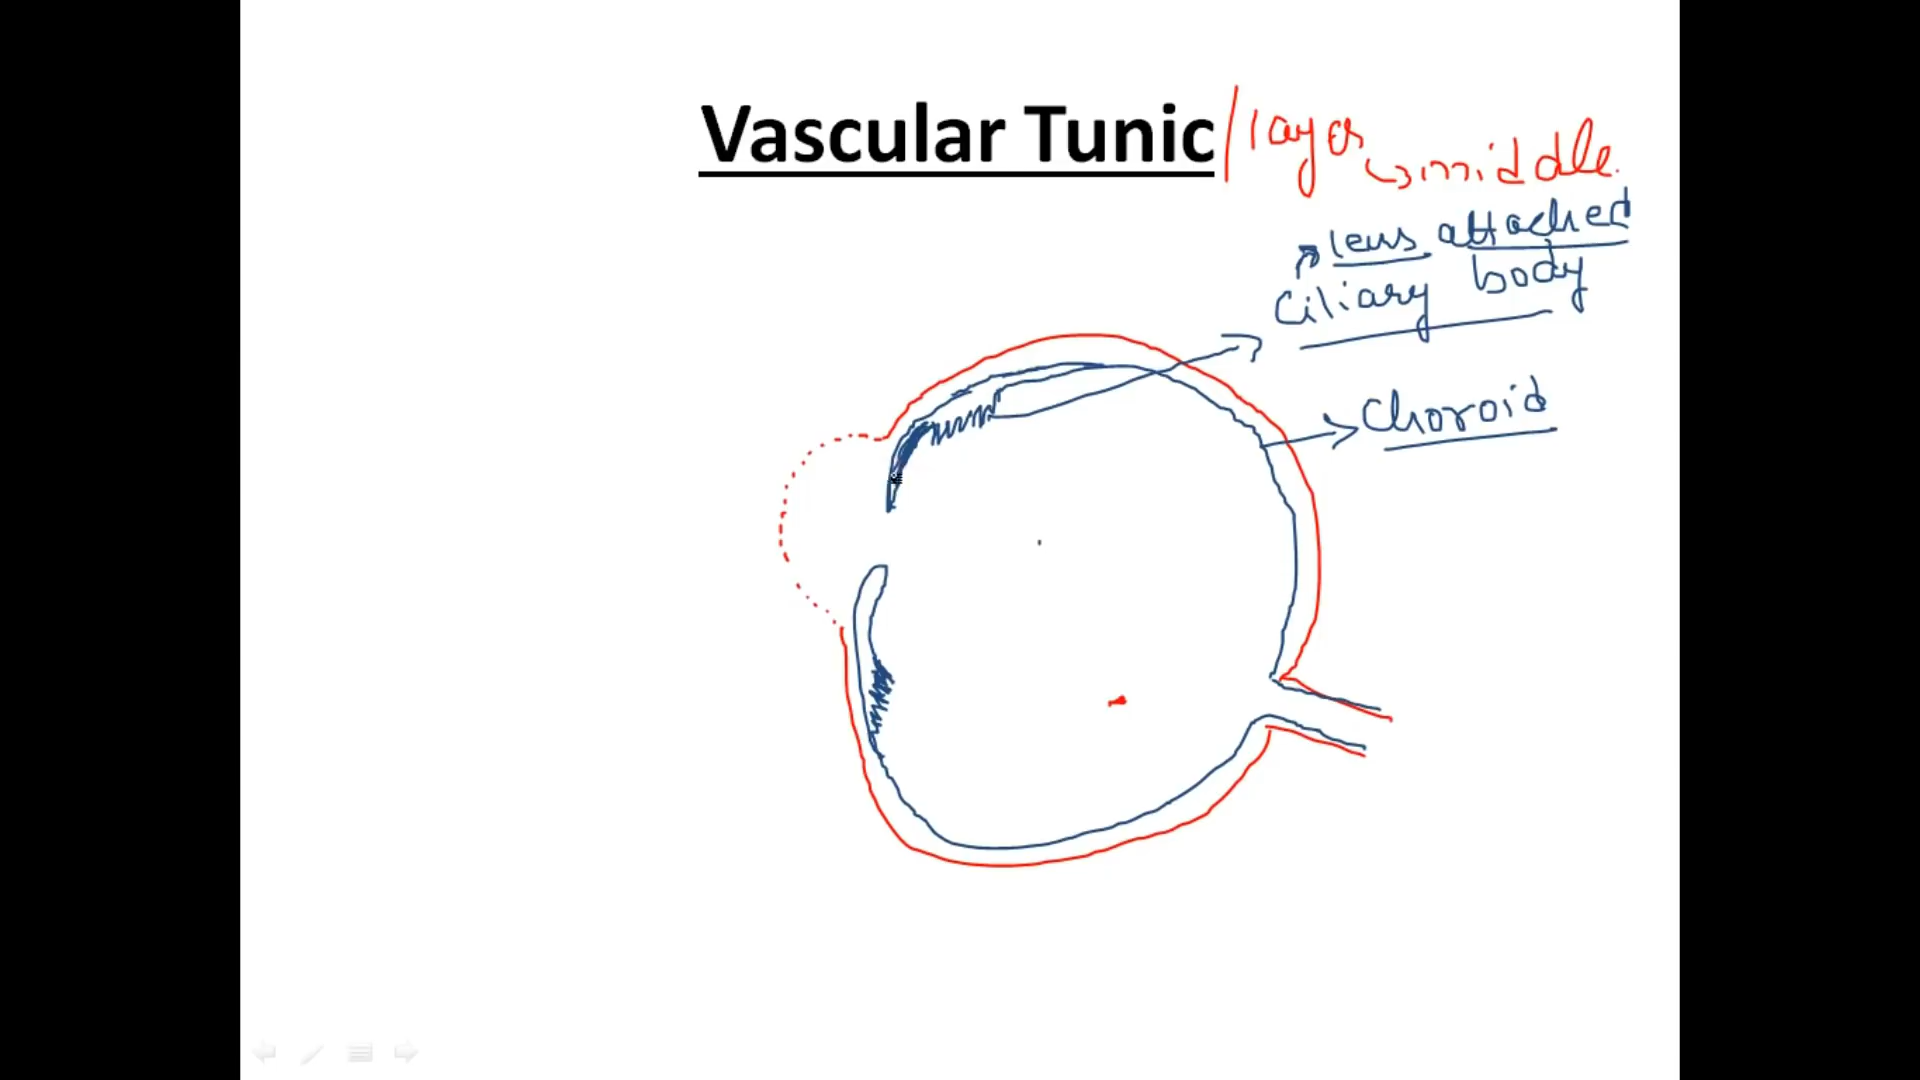 Vascular Tunic/layer
↳middle.
lens attached
Ciliary body
Choroid